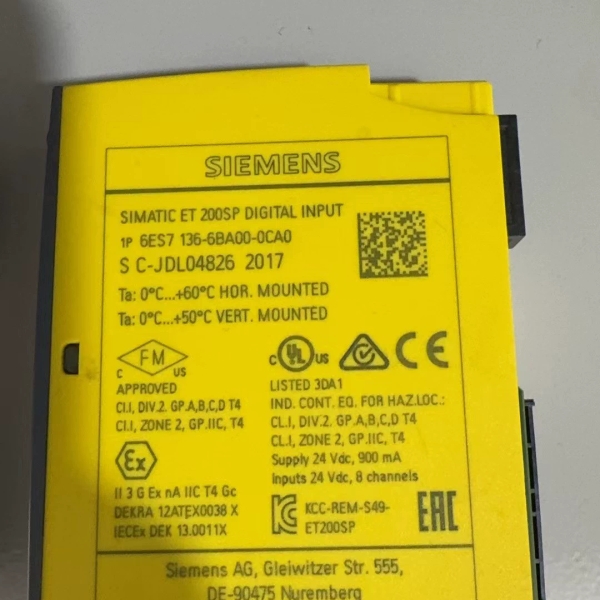 SIEMENS
SIMATIC ET 200SP DIGITAL INPUT
1P 6ES7 136-6BA00-0CA0
S C-JDL04826 2017
Ta: 0°C...+60°C HOR. MOUNTED
Ta: 0°C...+50°C VERT. MOUNTED
C FM US
APPROVED
CI.I, DIV.2. GP.A,B,C,D T4
CI.I, ZONE 2, GP.IIC, T4
Ex
II 3 G Ex nA IIC T4 Gc
DEKRA 12ATEX0038 X
IECEx DEK 13.0011X
c UL us CE
LISTED 3DA1
IND. CONT. EQ. FOR HAZ.LOC.:
CL.I, DIV.2. GP.A,B,C,D T4
CL.I, ZONE 2, GP.IIC, T4
Supply 24 Vdc, 900 mA
Inputs 24 Vdc, 8 channels
KCC-REM-S49-
ET200SP
EAC
Siemens AG, Gleiwitzer Str. 555,
DE-90475 Nuremberg